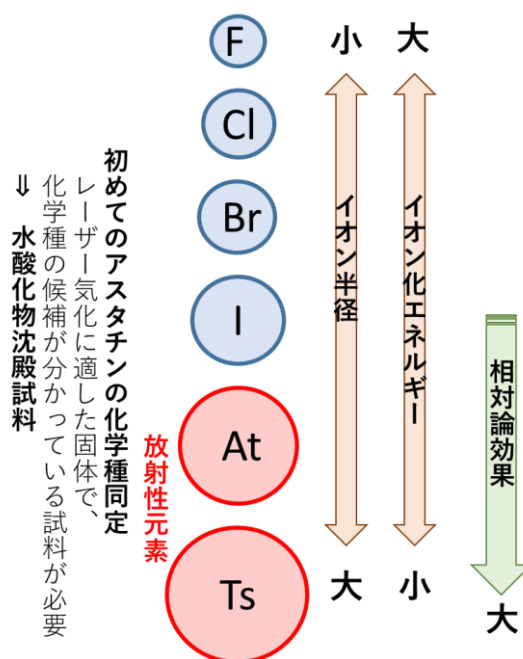 F
Cl
Br
I
At
Ts
小
大
イオン半径
イオン化エネルギー
大
小
相対論効果
大
放射性元素
初めてのアスタチンの化学種同定
レーザー気化に適した固体で、
化学種の候補が分かっている試料が必要
⇓ 水酸化物沈殿試料